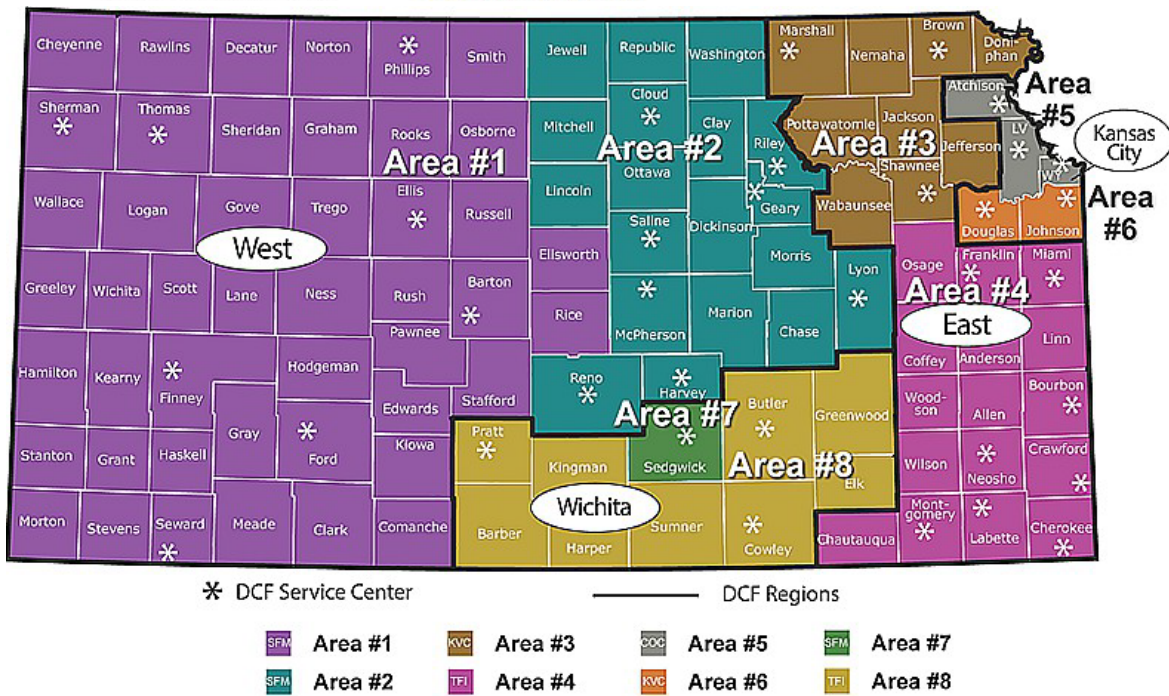 Cheyenne
Rawlins
Decatur
Norton
Phillips
Smith
Jewell
Republic
Washington
Marshall
Nemaha
Brown
Doni-
phan
Sherman
Thomas
Sheridan
Graham
Rooks
Osborne
Mitchell
Cloud
Clay
Riley
Pottawatomie
Jackson
Atchison
Area
#5
Area #1
Area #2
Area #3
Jefferson
LV
WY
Kansas
City
Wallace
Logan
Gove
Trego
Ellis
Russell
Lincoln
Ottawa
Geary
Wabaunsee
Shawnee
Douglas
Johnson
Area
#6
West
Saline
Dickinson
Ellsworth
Morris
Lyon
Osage
Franklin
Miami
Greeley
Wichita
Scott
Lane
Ness
Rush
Barton
Rice
McPherson
Marion
Chase
Area #4
East
Coffey
Anderson
Linn
Pawnee
Hamilton
Kearny
Finney
Hodgeman
Edwards
Stafford
Reno
Harvey
Area #7
Butler
Greenwood
Wood-
son
Allen
Bourbon
Gray
Ford
Kiowa
Pratt
Kingman
Sedgwick
Area #8
Elk
Wilson
Neosho
Crawford
Stanton
Grant
Haskell
Wichita
Morton
Stevens
Seward
Meade
Clark
Comanche
Barber
Harper
Sumner
Cowley
Chautauqua
Mont-
gomery
Labette
Cherokee
DCF Service Center
DCF Regions
SFM Area #1
KVC Area #3
COC Area #5
SFM Area #7
SFM Area #2
TFI Area #4
KVC Area #6
TFI Area #8